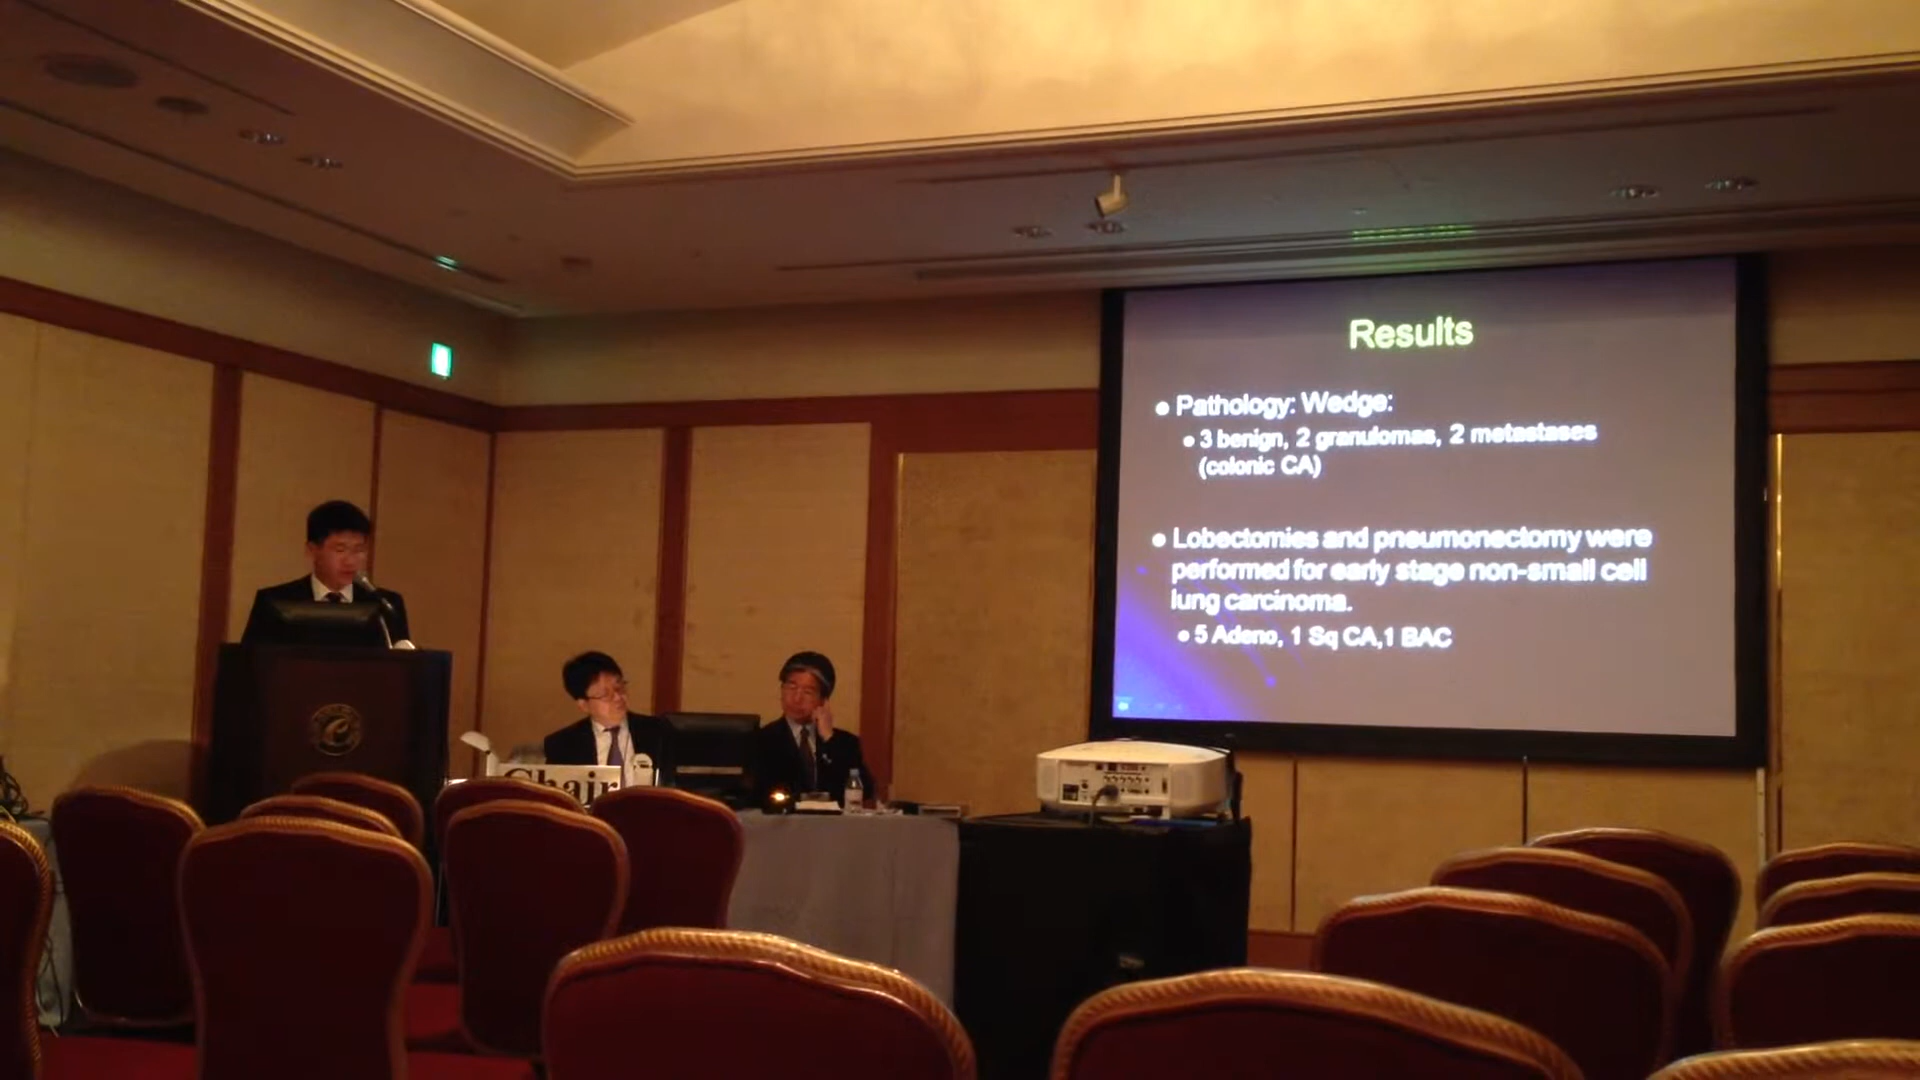 Results
Pathology: Wedge:
3 benign, 2 granulomas, 2 metastases
(colonic CA)
Lobectomies and pneumonectomy were
performed for early stage non-small cell
lung carcinoma.
5 Adeno, 1 Sq CA,1 BAC
Chair